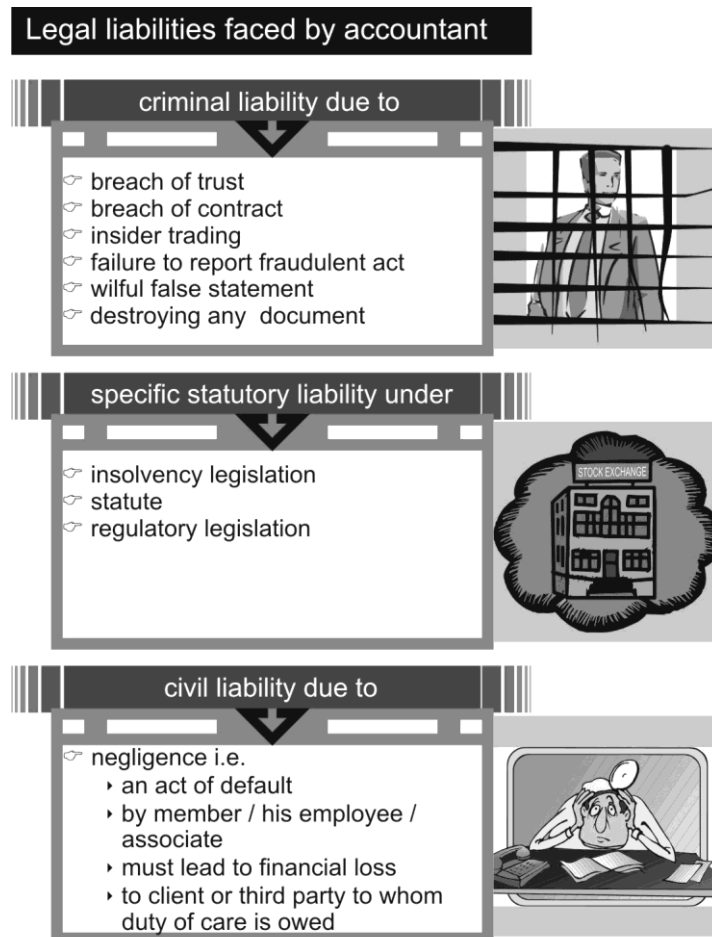 Legal liabilities faced by accountant
criminal liability due to
breach of trust
breach of contract
insider trading
failure to report fraudulent act
wilful false statement
destroying any document
specific statutory liability under
insolvency legislation
statute
regulatory legislation
STOCK EXCHANGE
civil liability due to
negligence i.e.
an act of default
by member / his employee /
associate
must lead to financial loss
to client or third party to whom
duty of care is owed